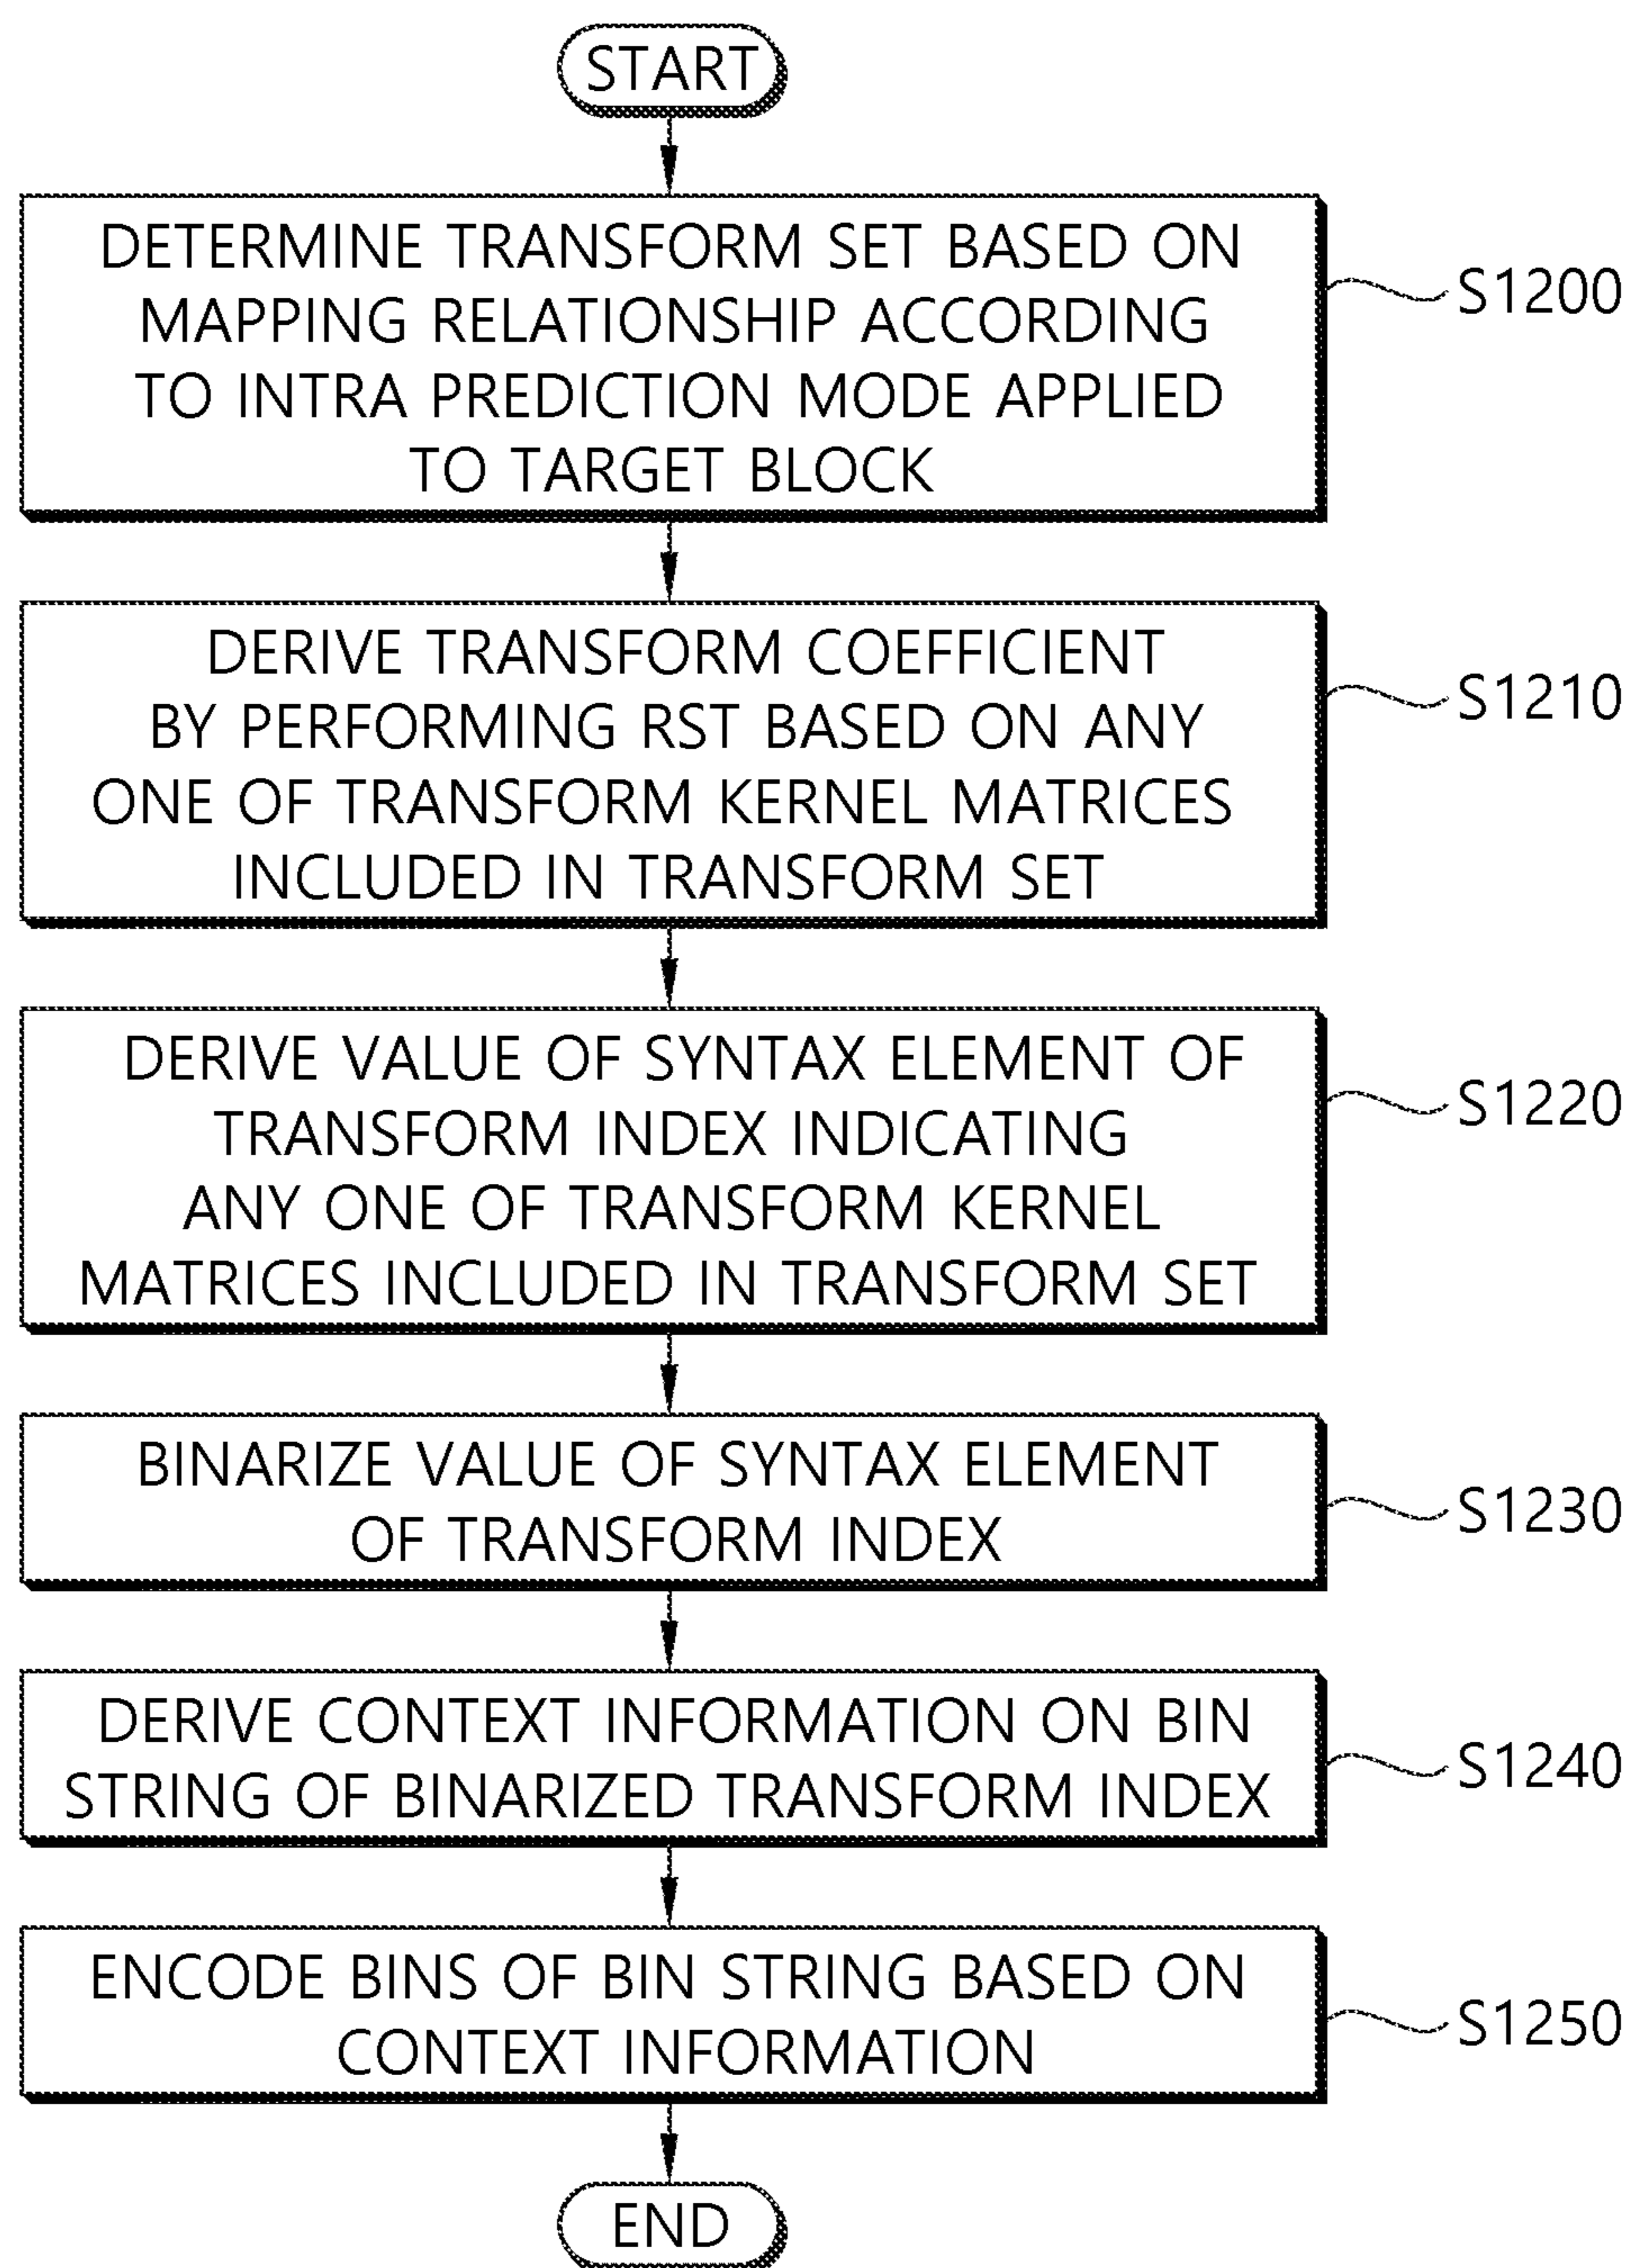 START
DETERMINE TRANSFORM SET BASED ON
MAPPING RELATIONSHIP ACCORDING
TO INTRA PREDICTION MODE APPLIED
TO TARGET BLOCK
S1200
DERIVE TRANSFORM COEFFICIENT
BY PERFORMING RST BASED ON ANY
ONE OF TRANSFORM KERNEL MATRICES
INCLUDED IN TRANSFORM SET
S1210
DERIVE VALUE OF SYNTAX ELEMENT OF
TRANSFORM INDEX INDICATING
ANY ONE OF TRANSFORM KERNEL
MATRICES INCLUDED IN TRANSFORM SET
S1220
BINARIZE VALUE OF SYNTAX ELEMENT
OF TRANSFORM INDEX
S1230
DERIVE CONTEXT INFORMATION ON BIN
STRING OF BINARIZED TRANSFORM INDEX
S1240
ENCODE BINS OF BIN STRING BASED ON
CONTEXT INFORMATION
S1250
END